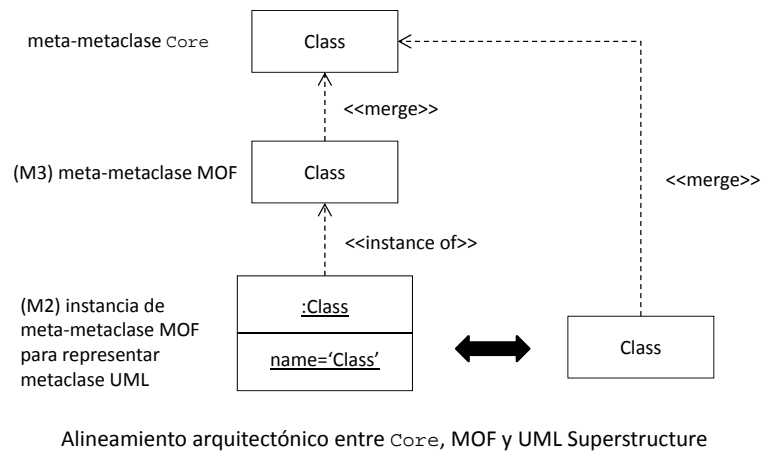 meta-metaclase Core
Class
<<merge>>
(M3) meta-metaclase MOF
Class
<<merge>>
<<instance of>>
(M2) instancia de
meta-metaclase MOF
para representar
metaclase UML
:Class
name=‘Class’
Class
Alineamiento arquitectónico entre Core, MOF y UML Superstructure